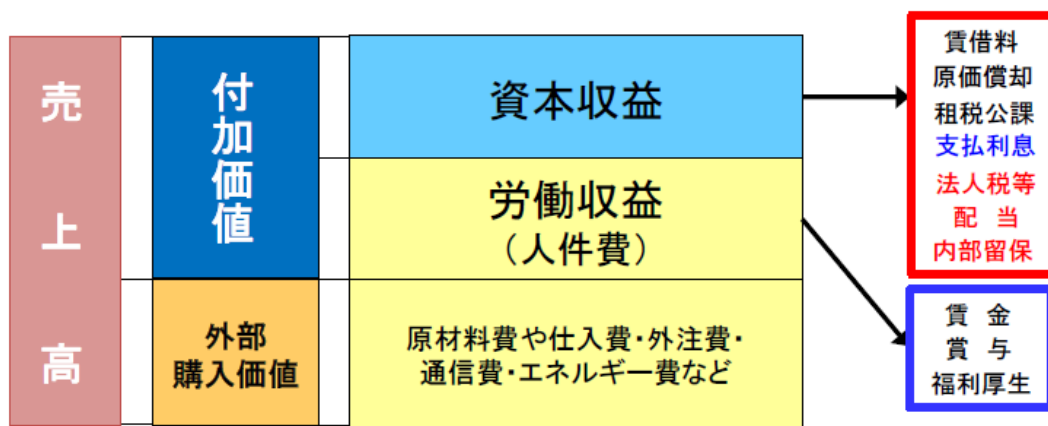 売上高
付加価値
外部
購入価値
資本収益
労働収益
（人件費）
原材料費や仕入費・外注費・
通信費・エネルギー費など
賃借料
原価償却
租税公課
支払利息
法人税等
配　当
内部留保
賃　金
賞　与
福利厚生